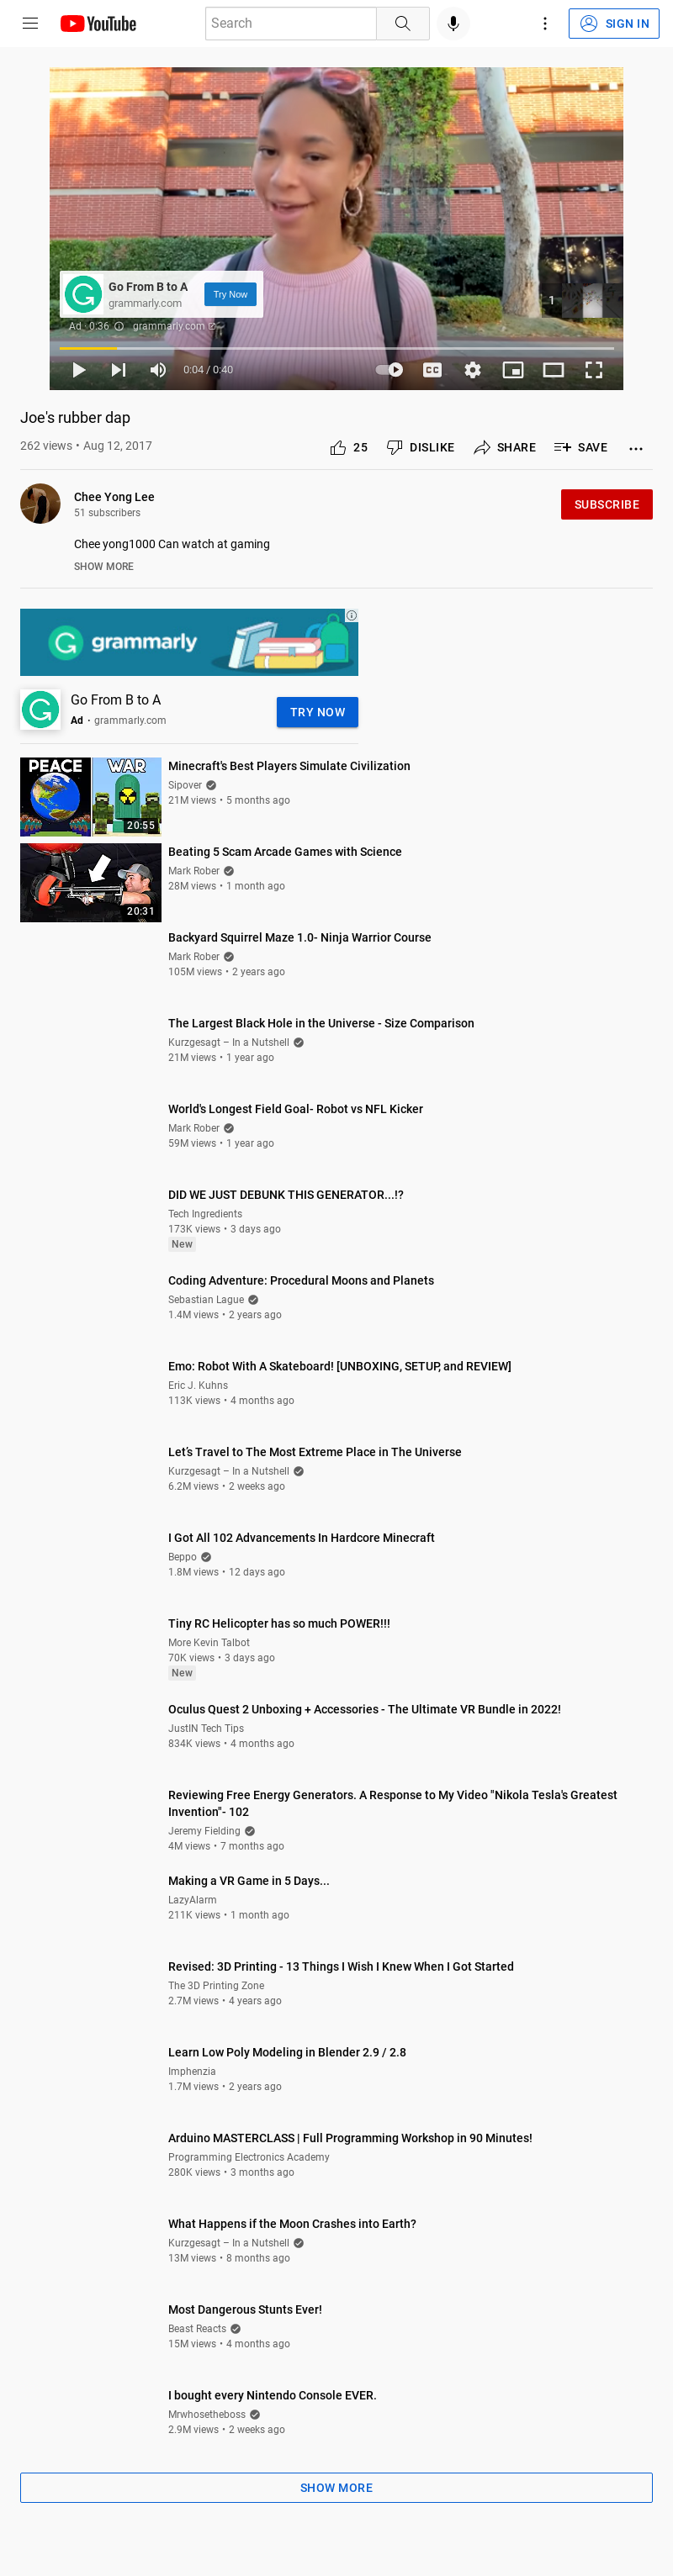 YouTube
Search
SIGN IN
Go From B to A
grammarly.com
Try Now
1
Ad · 0:36
grammarly.com
0:04 / 0:40
CC
Joe's rubber dap
262 views • Aug 12, 2017
25
DISLIKE
SHARE
SAVE
Chee Yong Lee
51 subscribers
SUBSCRIBE
Chee yong1000 Can watch at gaming
SHOW MORE
grammarly
Go From B to A
Ad • grammarly.com
TRY NOW
PEACE
WAR
20:55
Minecraft's Best Players Simulate Civilization
Sipover
21M views • 5 months ago
20:31
Beating 5 Scam Arcade Games with Science
Mark Rober
28M views • 1 month ago
Backyard Squirrel Maze 1.0- Ninja Warrior Course
Mark Rober
105M views • 2 years ago
The Largest Black Hole in the Universe - Size Comparison
Kurzgesagt – In a Nutshell
21M views • 1 year ago
World's Longest Field Goal- Robot vs NFL Kicker
Mark Rober
59M views • 1 year ago
DID WE JUST DEBUNK THIS GENERATOR...!?
Tech Ingredients
173K views • 3 days ago
New
Coding Adventure: Procedural Moons and Planets
Sebastian Lague
1.4M views • 2 years ago
Emo: Robot With A Skateboard! [UNBOXING, SETUP, and REVIEW]
Eric J. Kuhns
113K views • 4 months ago
Let’s Travel to The Most Extreme Place in The Universe
Kurzgesagt – In a Nutshell
6.2M views • 2 weeks ago
I Got All 102 Advancements In Hardcore Minecraft
Beppo
1.8M views • 12 days ago
Tiny RC Helicopter has so much POWER!!!
More Kevin Talbot
70K views • 3 days ago
New
Oculus Quest 2 Unboxing + Accessories - The Ultimate VR Bundle in 2022!
JustIN Tech Tips
834K views • 4 months ago
Reviewing Free Energy Generators. A Response to My Video "Nikola Tesla's Greatest
Invention"- 102
Jeremy Fielding
4M views • 7 months ago
Making a VR Game in 5 Days...
LazyAlarm
211K views • 1 month ago
Revised: 3D Printing - 13 Things I Wish I Knew When I Got Started
The 3D Printing Zone
2.7M views • 4 years ago
Learn Low Poly Modeling in Blender 2.9 / 2.8
Imphenzia
1.7M views • 2 years ago
Arduino MASTERCLASS | Full Programming Workshop in 90 Minutes!
Programming Electronics Academy
280K views • 3 months ago
What Happens if the Moon Crashes into Earth?
Kurzgesagt – In a Nutshell
13M views • 8 months ago
Most Dangerous Stunts Ever!
Beast Reacts
15M views • 4 months ago
I bought every Nintendo Console EVER.
Mrwhosetheboss
2.9M views • 2 weeks ago
SHOW MORE